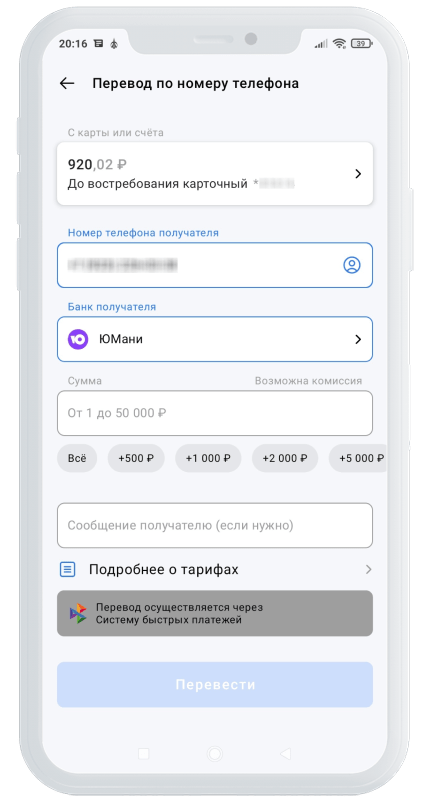 20:16
39
Перевод по номеру телефона
С карты или счёта
920,02 ₽
До востребования карточный *
Номер телефона получателя
Банк получателя
ЮМани
Сумма Возможна комиссия
От 1 до 50 000 ₽
Всё +500 ₽ +1 000 ₽ +2 000 ₽ +5 000 ₽
Сообщение получателю (если нужно)
Подробнее о тарифах
Перевод осуществляется через
Систему быстрых платежей
Перевести